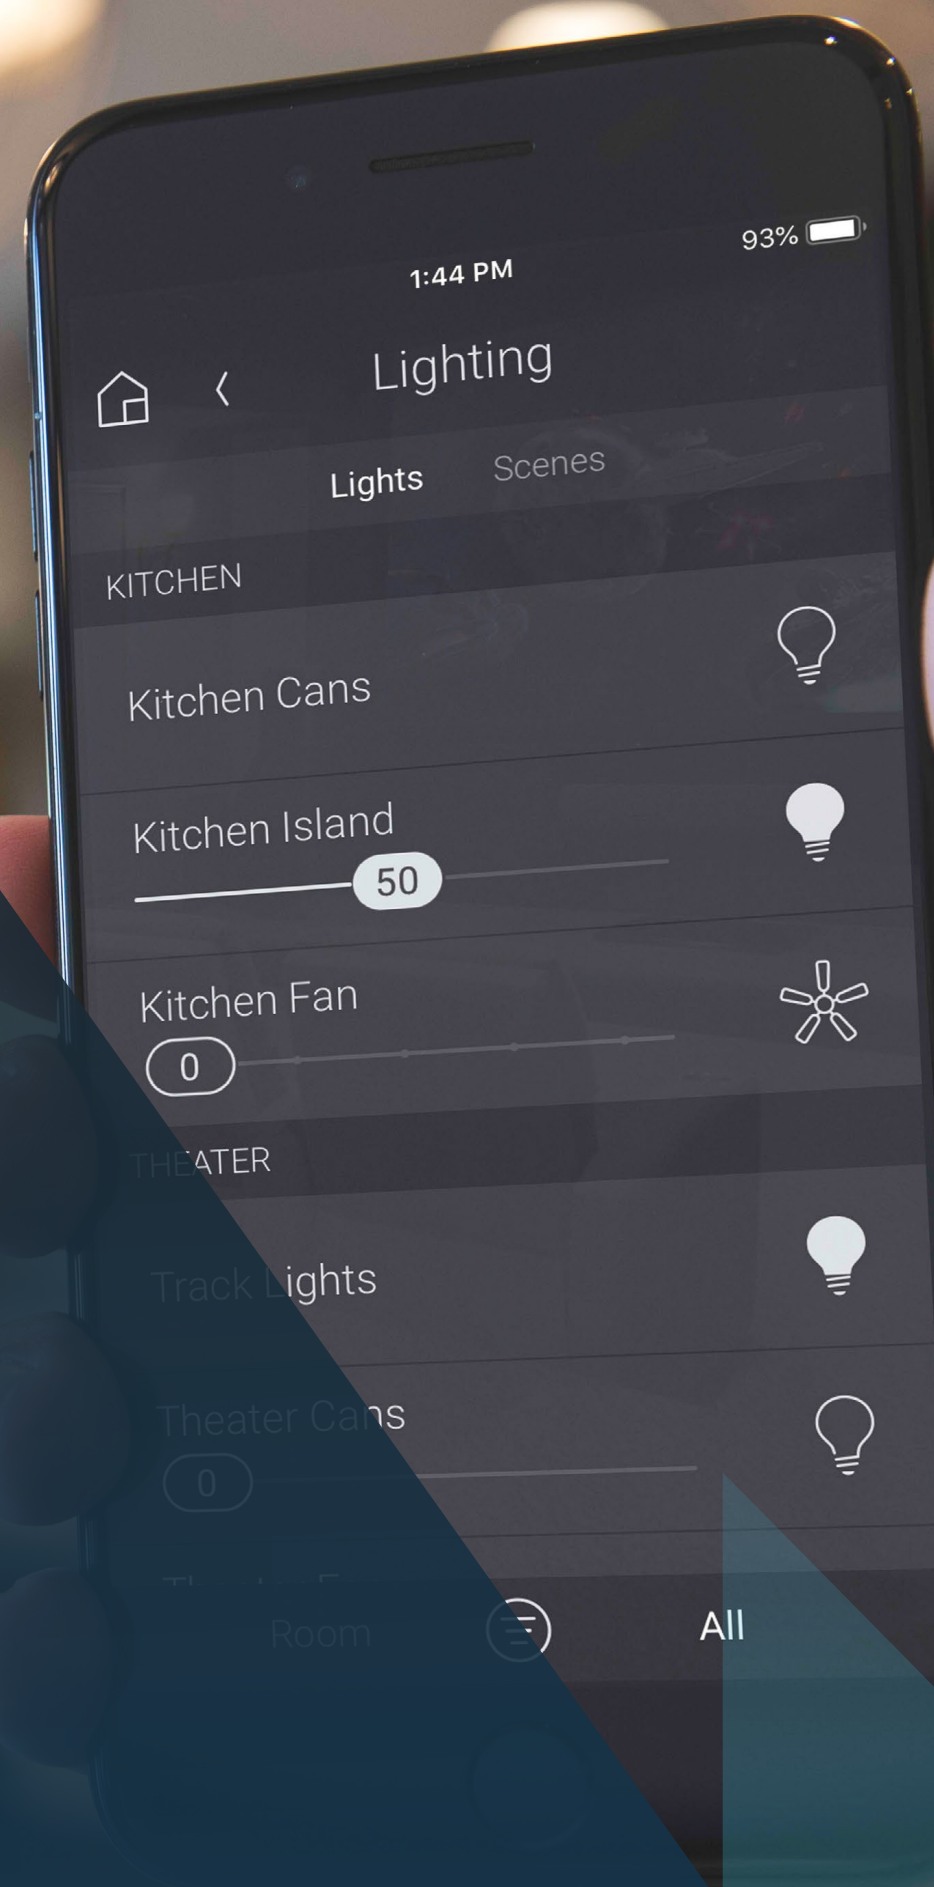 93%
1:44 PM
Lighting
Lights Scenes
KITCHEN
Kitchen Cans
Kitchen Island
50
Kitchen Fan
0
THEATER
Track Lights
Theater Cans
0
Room All